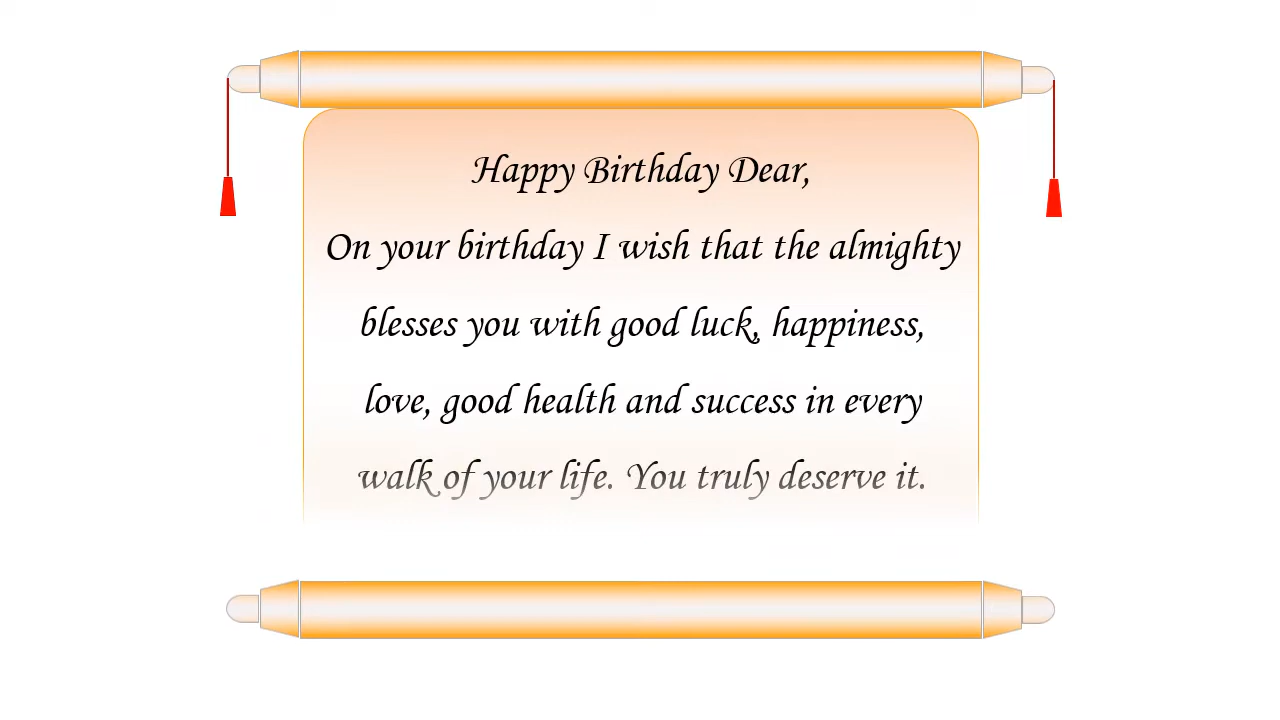 Happy Birthday Dear,
On your birthday I wish that the almighty
blesses you with good luck, happiness,
love, good health and success in every
walk of your life. You truly deserve it.